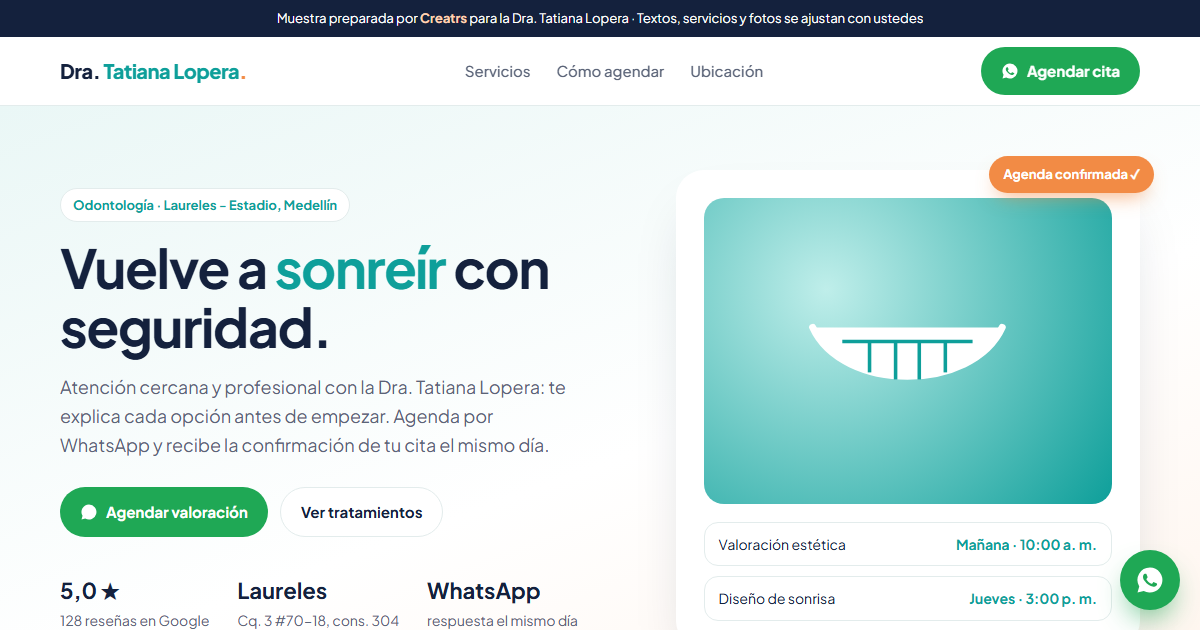 Muestra preparada por Creatrs para la Dra. Tatiana Lopera · Textos, servicios y fotos se ajustan con ustedes
Dra. Tatiana Lopera.
Servicios
Cómo agendar
Ubicación
Agendar cita
Odontología · Laureles – Estadio, Medellín
Vuelve a sonreír con
seguridad.
Atención cercana y profesional con la Dra. Tatiana Lopera: te
explica cada opción antes de empezar. Agenda por
WhatsApp y recibe la confirmación de tu cita el mismo día.
Agendar valoración
Ver tratamientos
5,0 ★
128 reseñas en Google
Laureles
Cq. 3 #70–18, cons. 304
WhatsApp
respuesta el mismo día
Agenda confirmada ✓
Valoración estética
Mañana · 10:00 a. m.
Diseño de sonrisa
Jueves · 3:00 p. m.